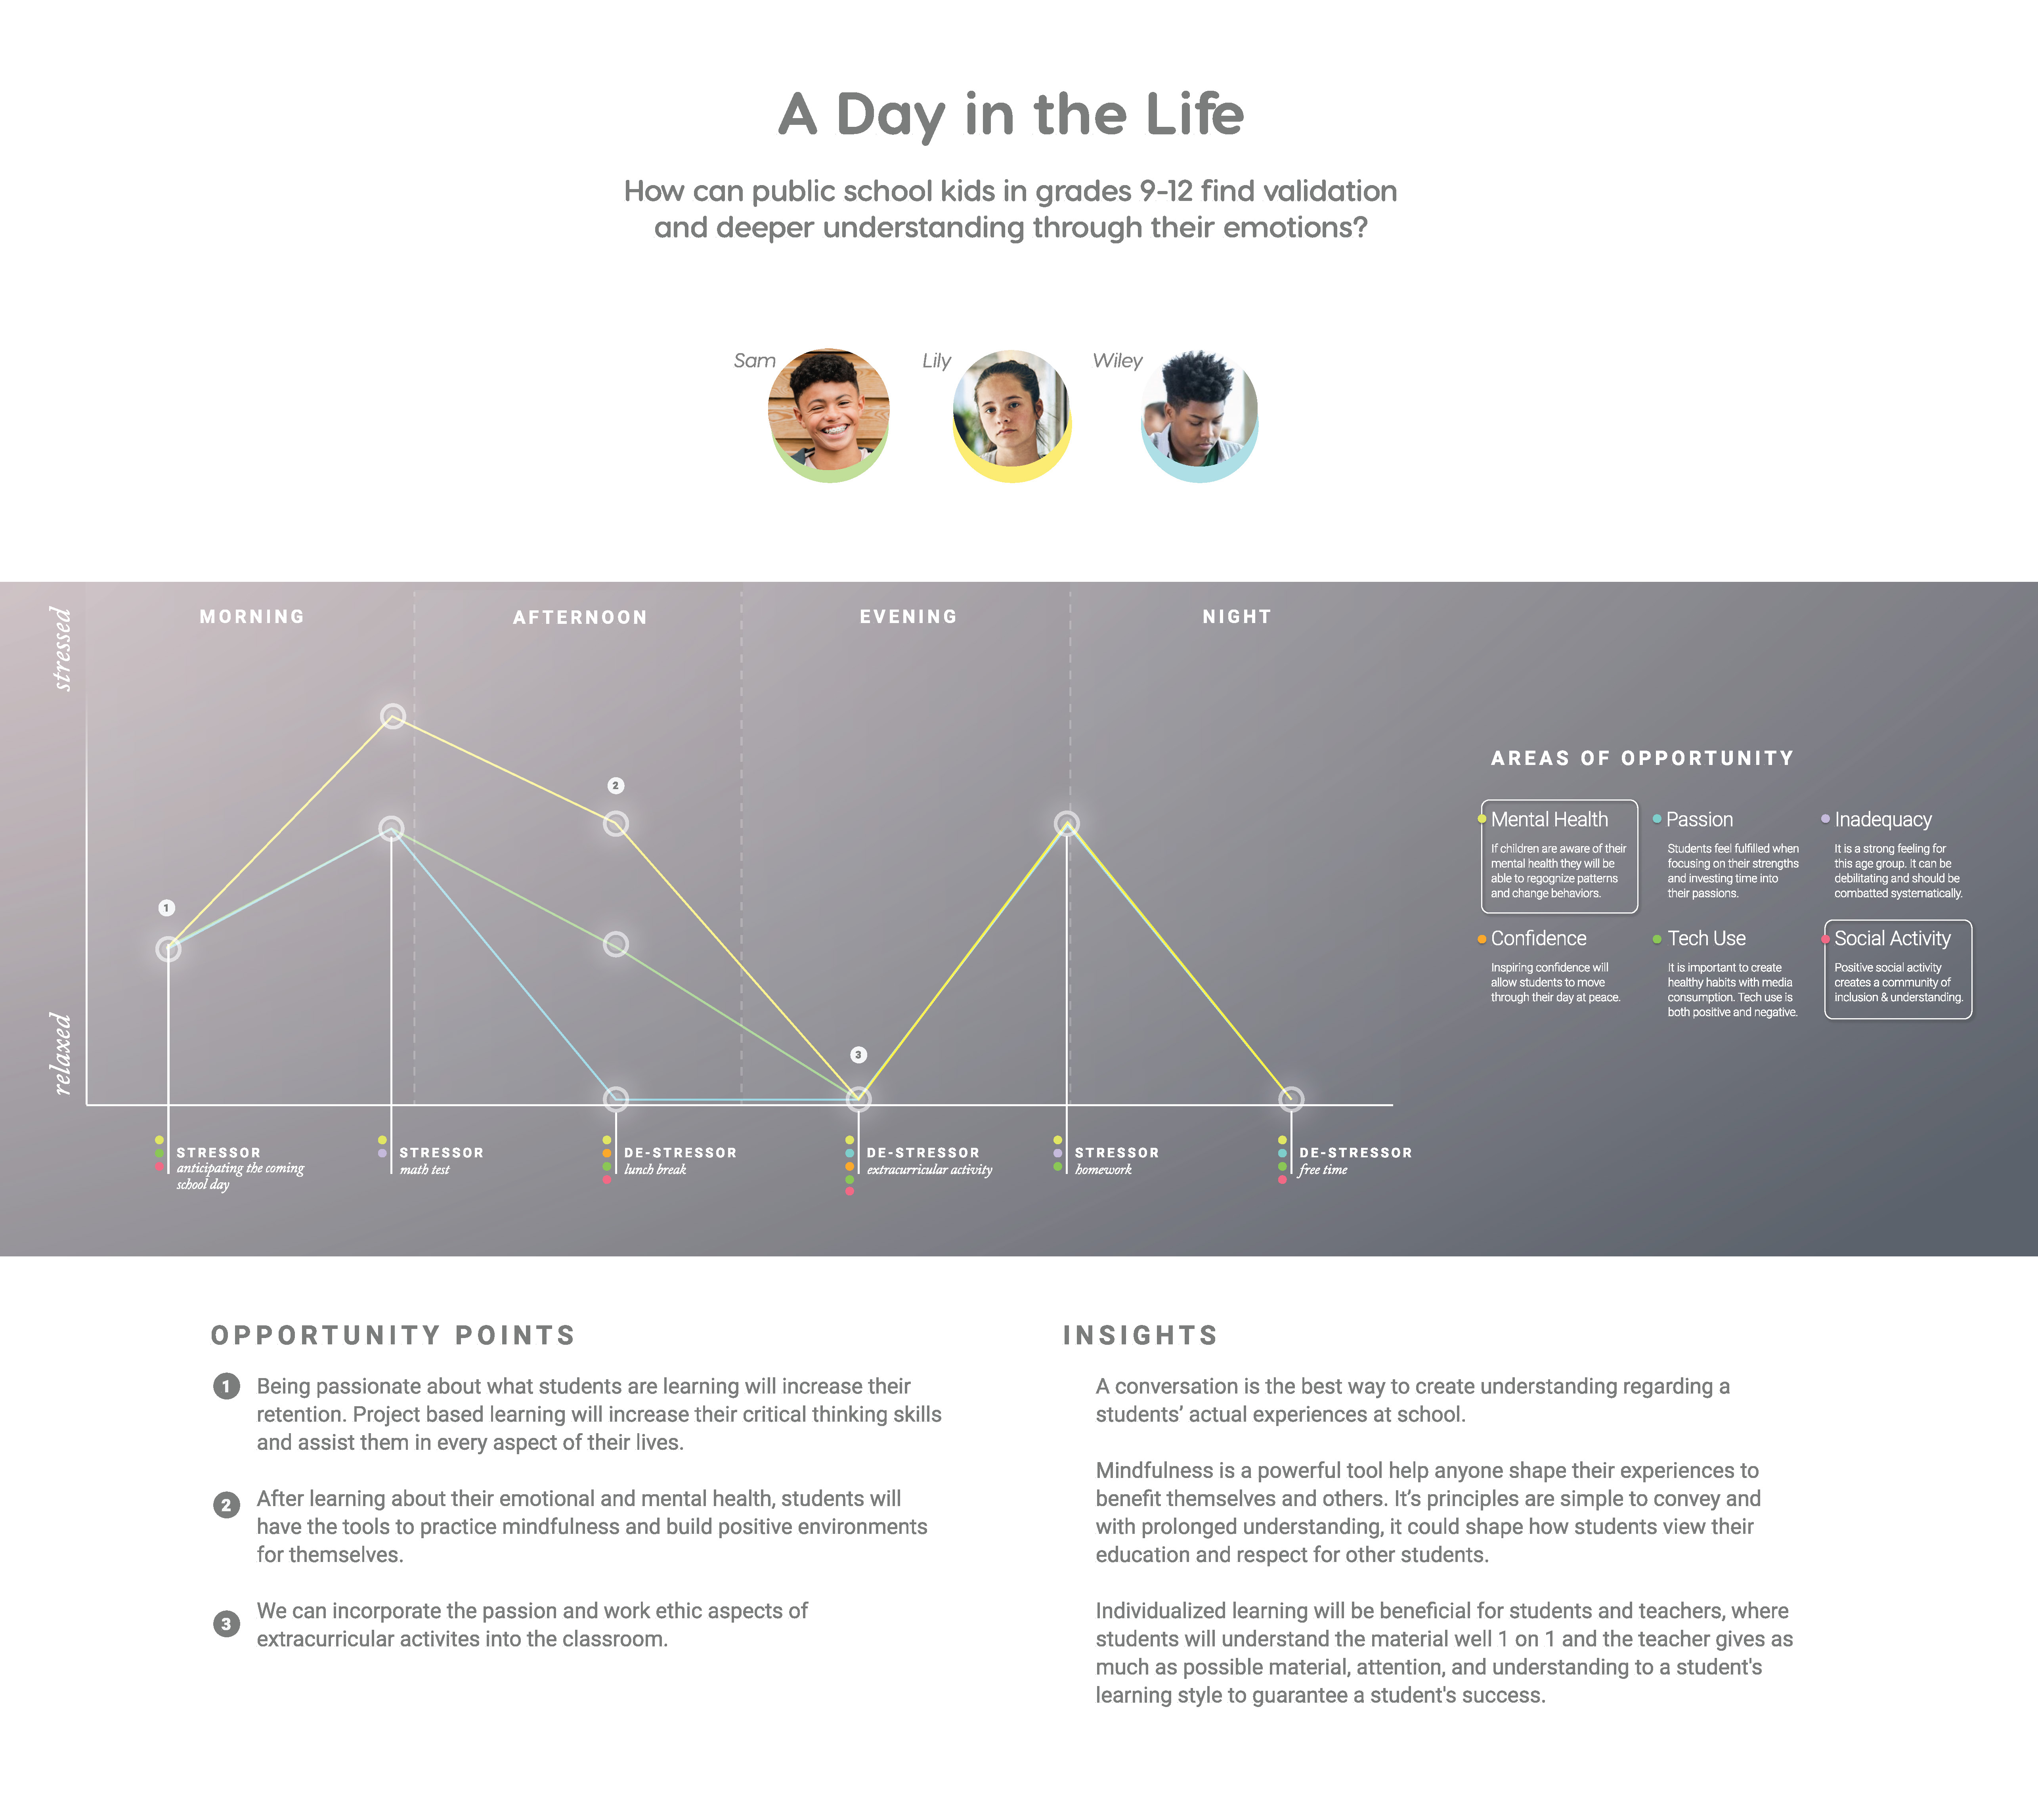 A Day in the Life
How can public school kids in grades 9-12 find validation
and deeper understanding through their emotions?
Sam
Lily
Wiley
stressed
relaxed
MORNING
AFTERNOON
EVENING
NIGHT
1
2
3
STRESSOR
anticipating the coming
school day
STRESSOR
math test
DE-STRESSOR
lunch break
DE-STRESSOR
extracurricular activity
STRESSOR
homework
DE-STRESSOR
free time
AREAS OF OPPORTUNITY
Mental Health
If children are aware of their
mental health they will be
able to regognize patterns
and change behaviors.
Passion
Students feel fulfilled when
focusing on their strengths
and investing time into
their passions.
Inadequacy
It is a strong feeling for
this age group. It can be
debilitating and should be
combatted systematically.
Confidence
Inspiring confidence will
allow students to move
through their day at peace.
Tech Use
It is important to create
healthy habits with media
consumption. Tech use is
both positive and negative.
Social Activity
Positive social activity
creates a community of
inclusion & understanding.
OPPORTUNITY POINTS
1 Being passionate about what students are learning will increase their
retention. Project based learning will increase their critical thinking skills
and assist them in every aspect of their lives.
2 After learning about their emotional and mental health, students will
have the tools to practice mindfulness and build positive environments
for themselves.
3 We can incorporate the passion and work ethic aspects of
extracurricular activites into the classroom.
INSIGHTS
A conversation is the best way to create understanding regarding a
students’ actual experiences at school.
Mindfulness is a powerful tool help anyone shape their experiences to
benefit themselves and others. It’s principles are simple to convey and
with prolonged understanding, it could shape how students view their
education and respect for other students.
Individualized learning will be beneficial for students and teachers, where
students will understand the material well 1 on 1 and the teacher gives as
much as possible material, attention, and understanding to a student's
learning style to guarantee a student's success.